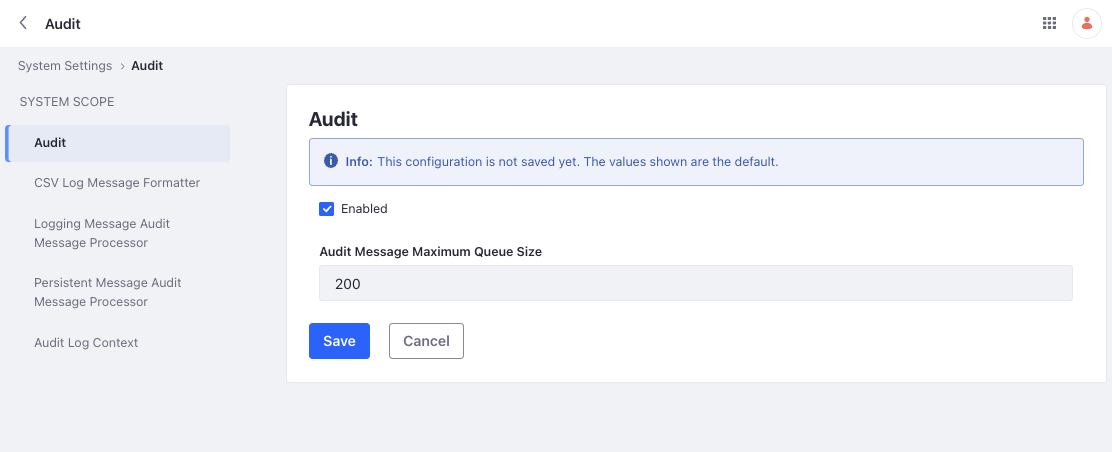 Audit
System Settings › Audit
SYSTEM SCOPE
Audit
CSV Log Message Formatter
Logging Message Audit
Message Processor
Persistent Message Audit
Message Processor
Audit Log Context
Audit
Info: This configuration is not saved yet. The values shown are the default.
Enabled
Audit Message Maximum Queue Size
200
Save
Cancel